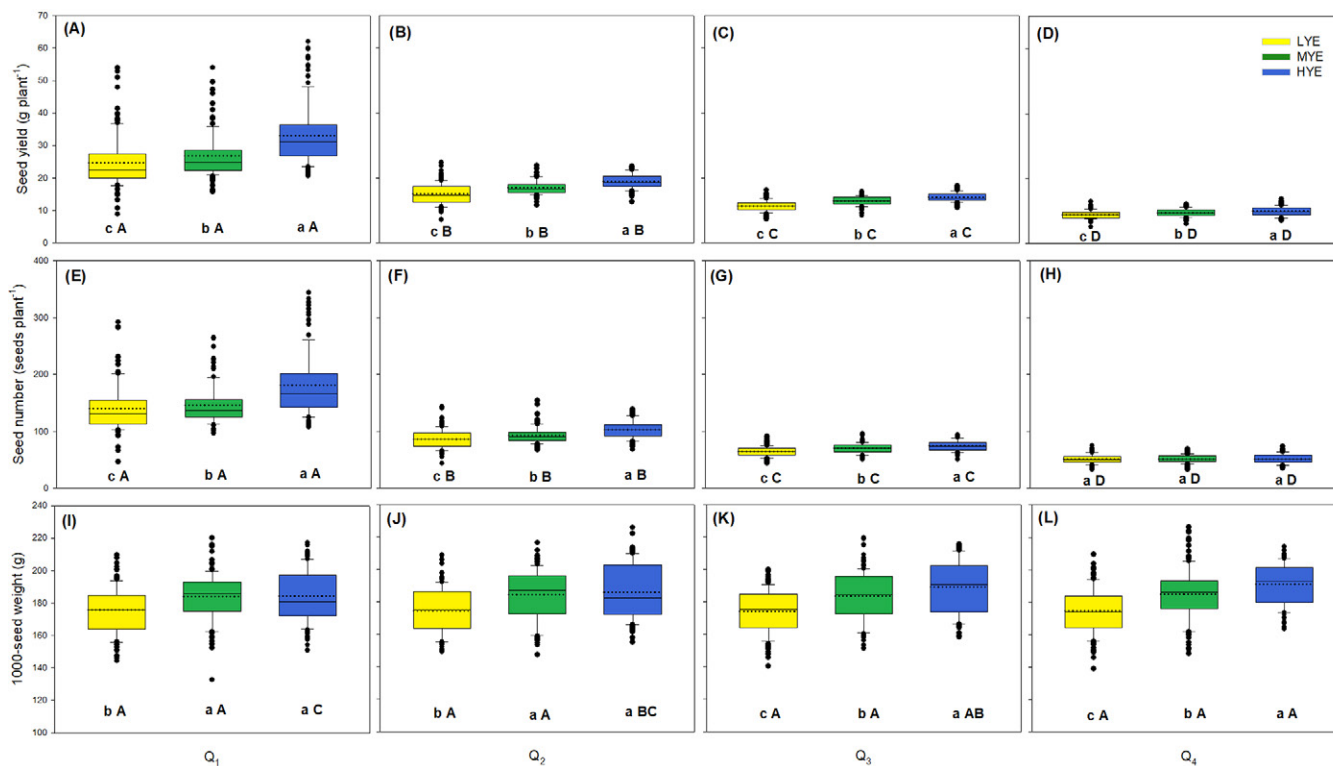 (A)
(B)
(C)
(D)
LYE
MYE
HYE
Seed yield (g plant⁻¹)
70
60
50
40
30
20
10
0
c A b A a A
c B b B a B
c C b C a C
c D b D a D
(E)
(F)
(G)
(H)
Seed number (seeds plant⁻¹)
400
300
200
100
0
c A b A a A
c B b B a B
c C b C a C
a D a D a D
(I)
(J)
(K)
(L)
1000-seed weight (g)
240
220
200
180
160
140
120
100
b A a A a C
b A a A a BC
c A b A a AB
c A b A a A
Q₁
Q₂
Q₃
Q₄